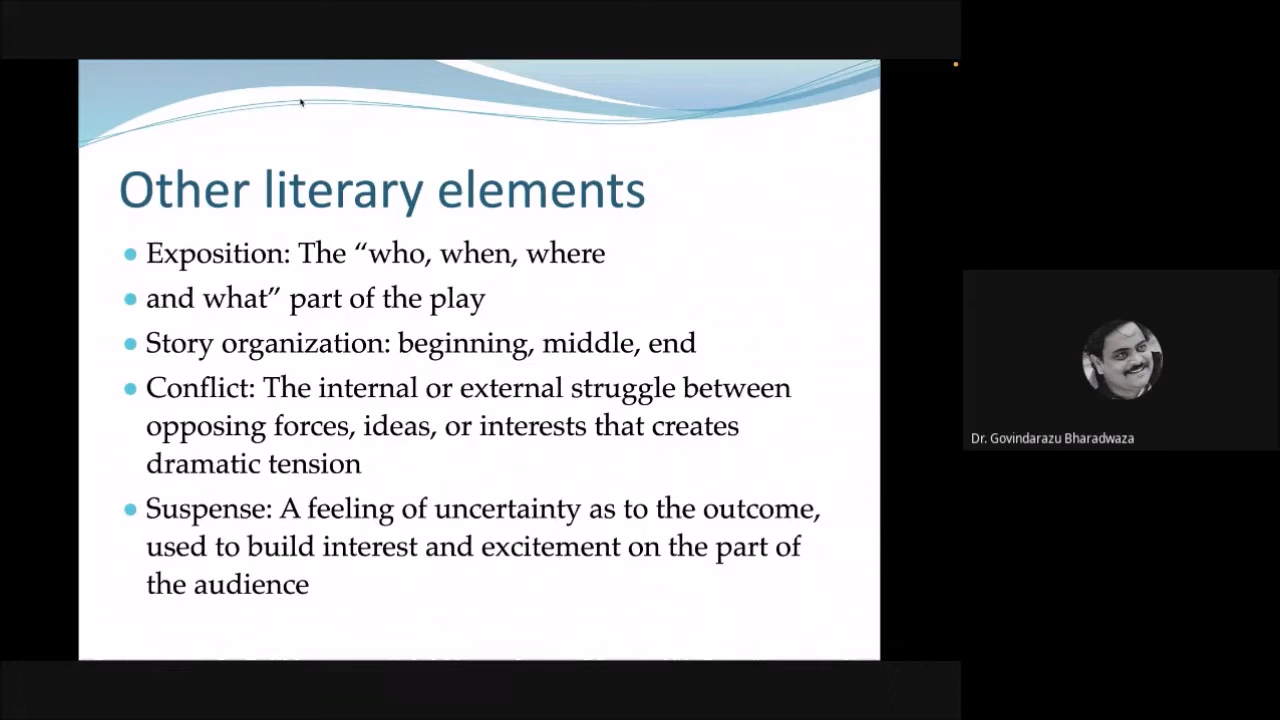 Other literary elements
Exposition: The “who, when, where
and what” part of the play
Story organization: beginning, middle, end
Conflict: The internal or external struggle between
opposing forces, ideas, or interests that creates
dramatic tension
Suspense: A feeling of uncertainty as to the outcome,
used to build interest and excitement on the part of
the audience
Dr. Govindarazu Bharadwaza